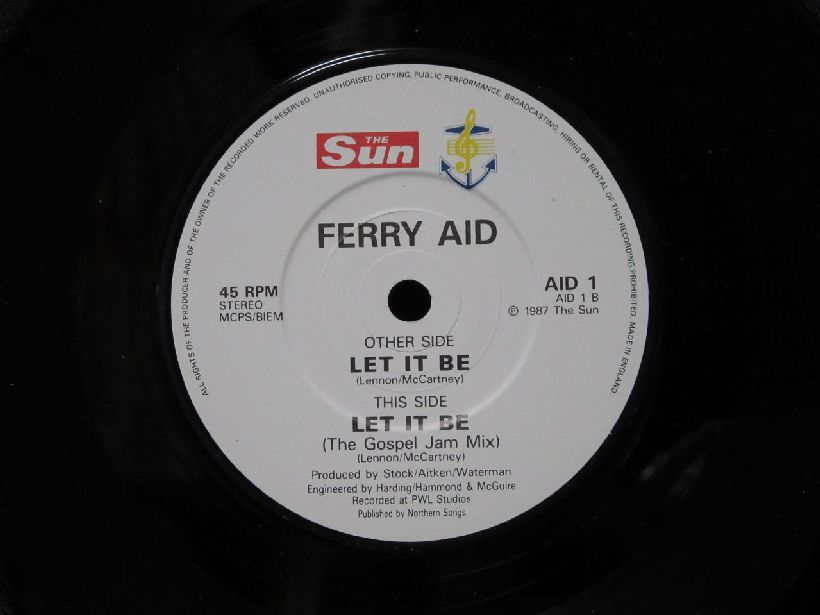 ALL RIGHTS OF THE PRODUCER AND OF THE OWNER OF THE RECORDED WORK RESERVED. UNAUTHORISED COPYING, PUBLIC PERFORMANCE, BROADCASTING, HIRING OR RENTAL OF THIS RECORDING PROHIBITED. MADE IN ENGLAND.
THE
Sun
FERRY AID
45 RPM
STEREO
MCPS/BIEM
AID 1
AID 1 B
℗ 1987 The Sun
OTHER SIDE
LET IT BE
(Lennon/McCartney)
THIS SIDE
LET IT BE
(The Gospel Jam Mix)
(Lennon/McCartney)
Produced by Stock/Aitken/Waterman
Engineered by Harding/Hammond & McGuire
Recorded at PWL Studios
Published by Northern Songs